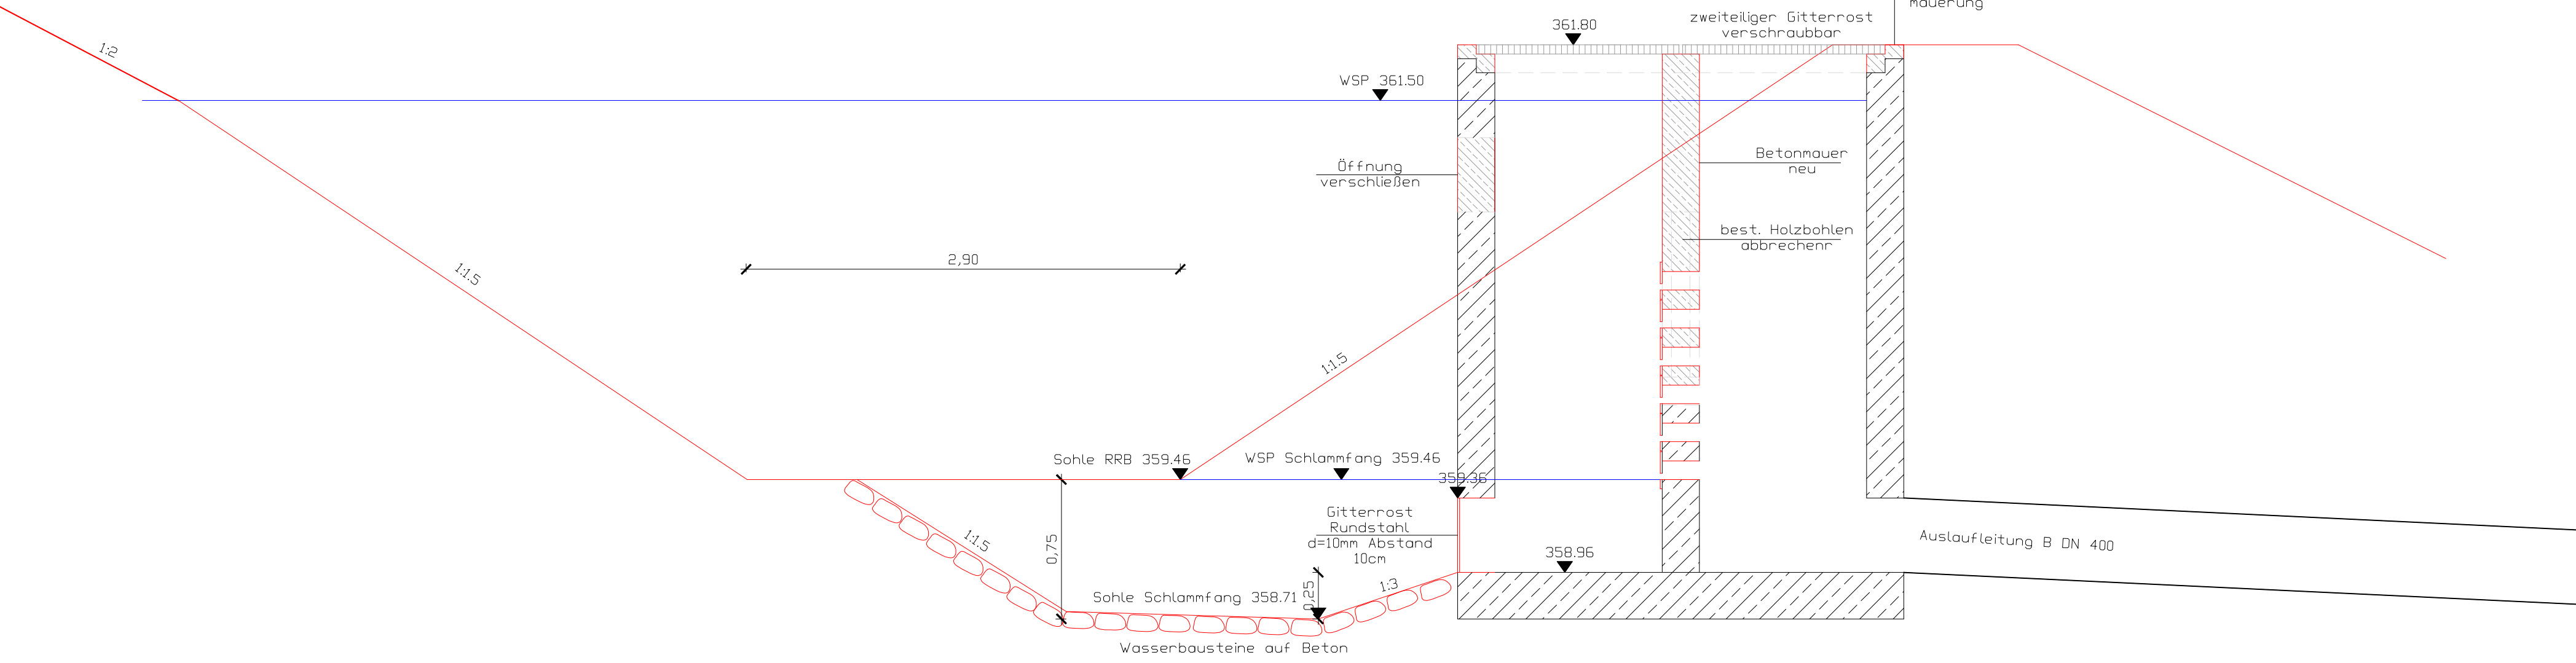 mauerung
zweiteiliger Gitterrost
verschraubbar
361.80
1:2
WSP 361.50
Öffnung
verschließen
Betonmauer
neu
best. Holzbohlen
abbrechenr
2,90
1:1.5
1:1.5
Sohle RRB 359.46
WSP Schlammfang 359.46
359.36
Gitterrost
Rundstahl
d=10mm Abstand
10cm
1:1.5
0,75
358.96
Auslaufleitung B DN 400
1:3
0,25
Sohle Schlammfang 358.71
Wasserbausteine auf Beton